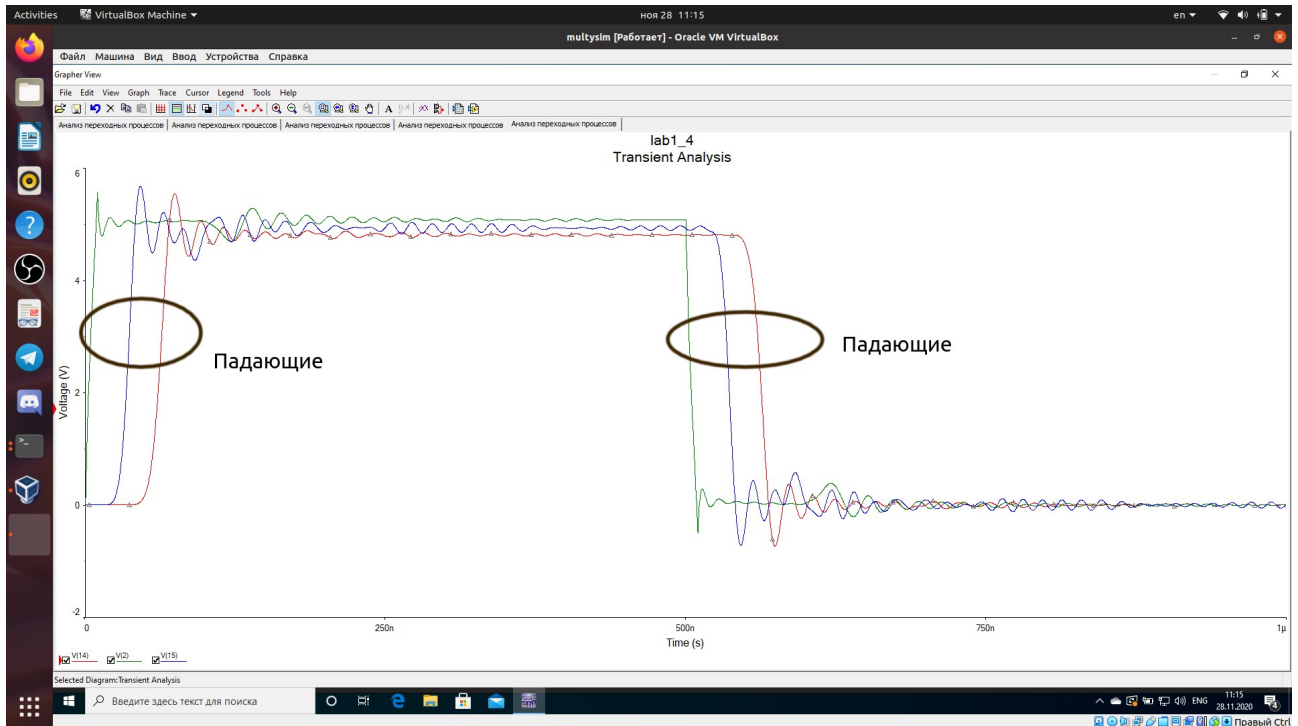 Activities VirtualBox Machine ноя 28 11:15 en
multysim [Работает] - Oracle VM VirtualBox
Файл Машина Вид Ввод Устройства Справка
Grapher View
File Edit View Graph Trace Cursor Legend Tools Help
Анализ переходных процессов Анализ переходных процессов Анализ переходных процессов Анализ переходных процессов Анализ переходных процессов
lab1_4
Transient Analysis
6
4
Падающие
Падающие
Voltage (V)
2
0
-2
0 250n 500n 750n 1µ
Time (s)
V(14) V(2) V(15)
Selected Diagram:Transient Analysis
Введите здесь текст для поиска
ENG 11:15
28.11.2020
4
Правый Ctrl